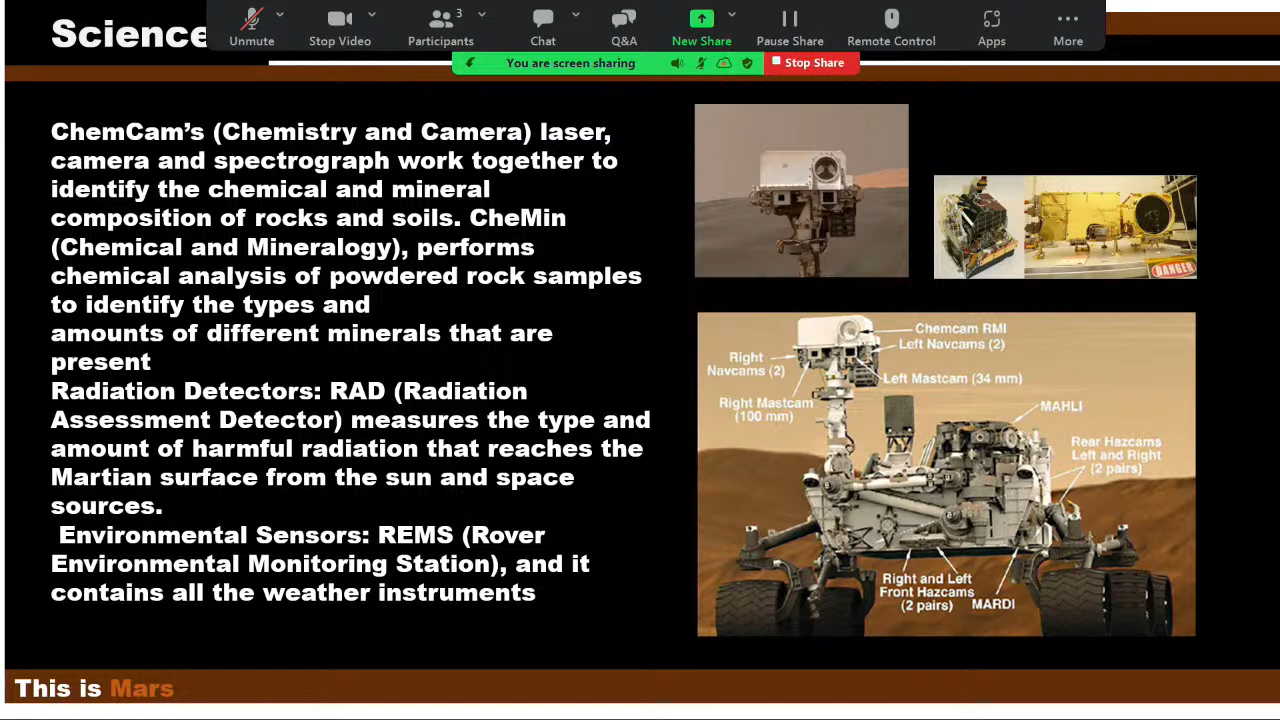 Science
3
Unmute
Stop Video
Participants
Chat
Q&A
New Share
Pause Share
Remote Control
Apps
More
You are screen sharing
Stop Share
ChemCam’s (Chemistry and Camera) laser,
camera and spectrograph work together to
identify the chemical and mineral
composition of rocks and soils. CheMin
(Chemical and Mineralogy), performs
chemical analysis of powdered rock samples
to identify the types and
amounts of different minerals that are
present
Radiation Detectors: RAD (Radiation
Assessment Detector) measures the type and
amount of harmful radiation that reaches the
Martian surface from the sun and space
sources.
Environmental Sensors: REMS (Rover
Environmental Monitoring Station), and it
contains all the weather instruments
DANGER
Chemcam RMI
Left Navcams (2)
Right
Navcams (2)
Left Mastcam (34 mm)
Right Mastcam
(100 mm)
MAHLI
Rear Hazcams
Left and Right
(2 pairs)
Right and Left
Front Hazcams
(2 pairs)
MARDI
This is Mars